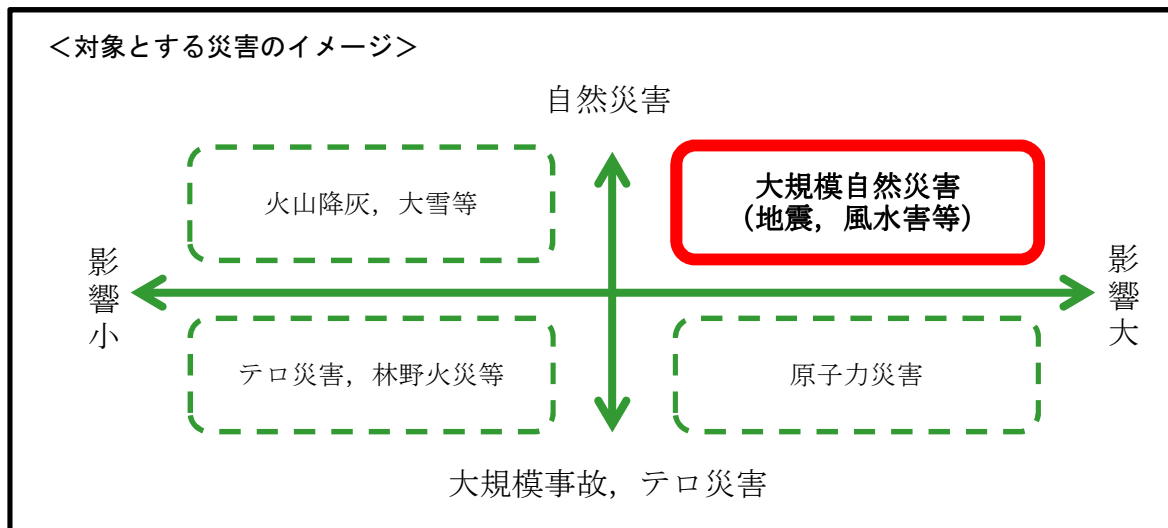 ＜対象とする災害のイメージ＞
自然災害
火山降灰，大雪等
大規模自然災害
（地震，風水害等）
影響小
影響大
テロ災害，林野火災等
原子力災害
大規模事故，テロ災害